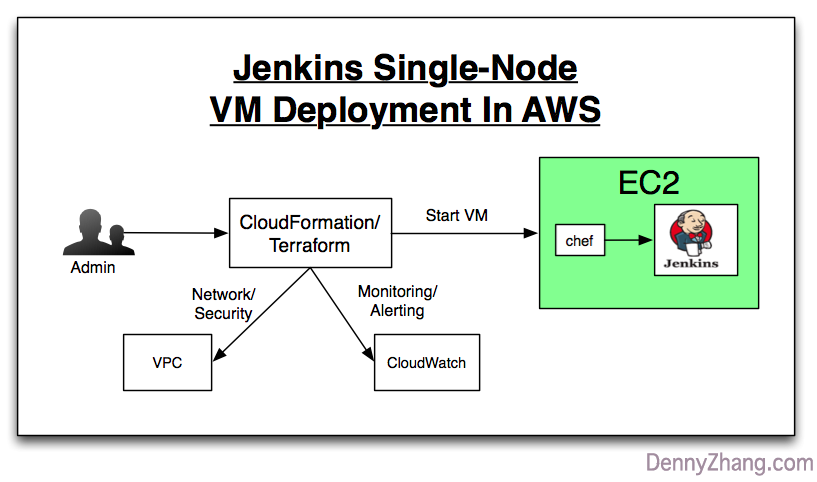 Jenkins Single-Node
VM Deployment In AWS
Admin
CloudFormation/
Terraform
Start VM
EC2
chef
Jenkins
Network/
Security
Monitoring/
Alerting
VPC
CloudWatch
DennyZhang.com